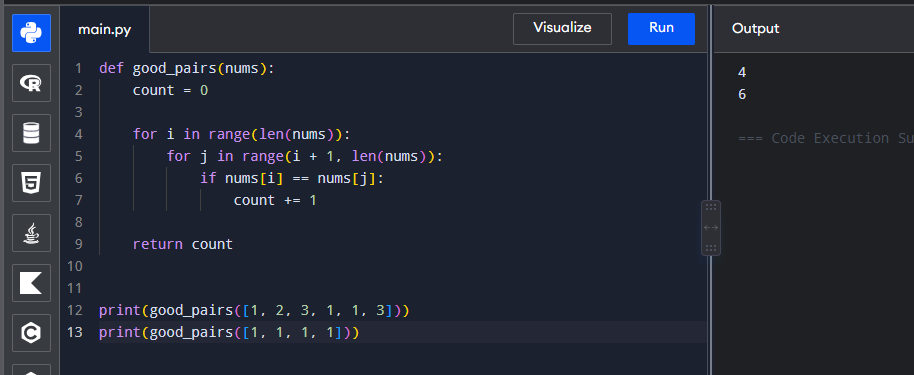 main.py
Visualize
Run
Output
1 def good_pairs(nums):
2     count = 0
3
4     for i in range(len(nums)):
5         for j in range(i + 1, len(nums)):
6             if nums[i] == nums[j]:
7                 count += 1
8
9     return count
10
11
12 print(good_pairs([1, 2, 3, 1, 1, 3]))
13 print(good_pairs([1, 1, 1, 1]))
4
6
=== Code Execution Su